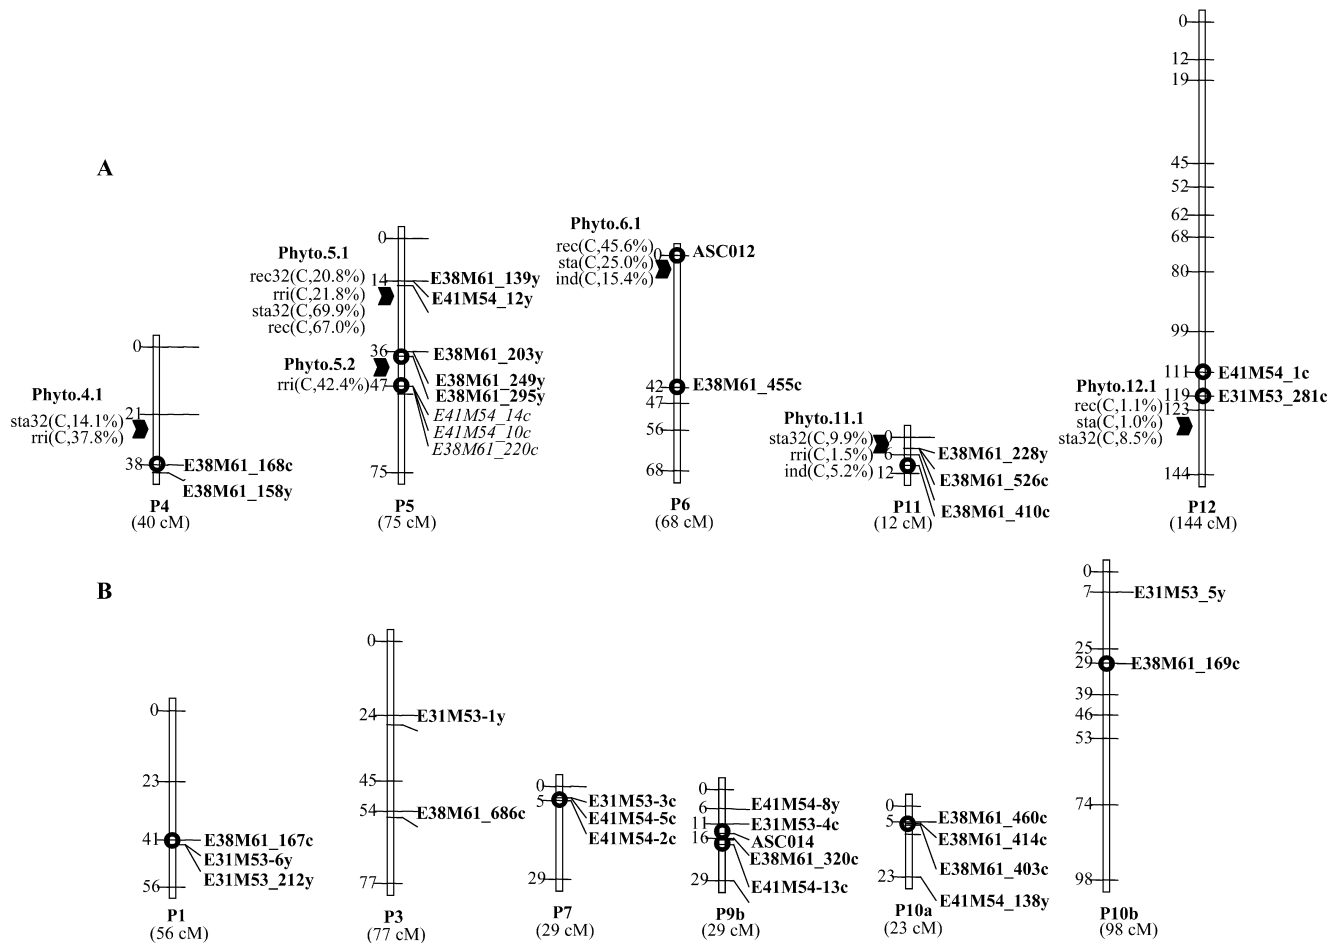 A
Phyto.4.1
sta32(C,14.1%)
rri(C,37.8%)
0
21
38
E38M61_168c
E38M61_158y
P4
(40 cM)
Phyto.5.1
rec32(C,20.8%)
rri(C,21.8%)
sta32(C,69.9%)
rec(C,67.0%)
Phyto.5.2
rri(C,42.4%)
0
14
36
47
75
E38M61_139y
E41M54_12y
E38M61_203y
E38M61_249y
E38M61_295y
E41M54_14c
E41M54_10c
E38M61_220c
P5
(75 cM)
Phyto.6.1
rec(C,45.6%)
sta(C,25.0%)
ind(C,15.4%)
0
42
47
56
68
ASC012
E38M61_455c
P6
(68 cM)
Phyto.11.1
sta32(C,9.9%)
rri(C,1.5%)
ind(C,5.2%)
0
6
12
E38M61_228y
E38M61_526c
E38M61_410c
P11
(12 cM)
0
12
19
45
52
62
68
80
99
111
119
123
144
Phyto.12.1
rec(C,1.1%)
sta(C,1.0%)
sta32(C,8.5%)
E41M54_1c
E31M53_281c
P12
(144 cM)
B
0
23
41
56
E38M61_167c
E31M53-6y
E31M53_212y
P1
(56 cM)
0
24
45
54
77
E31M53-1y
E38M61_686c
P3
(77 cM)
0
5
29
E31M53-3c
E41M54-5c
E41M54-2c
P7
(29 cM)
0
6
11
16
29
E41M54-8y
E31M53-4c
ASC014
E38M61_320c
E41M54-13c
P9b
(29 cM)
0
5
23
E38M61_460c
E38M61_414c
E38M61_403c
E41M54_138y
P10a
(23 cM)
0
7
25
29
39
46
53
74
98
E31M53_5y
E38M61_169c
P10b
(98 cM)